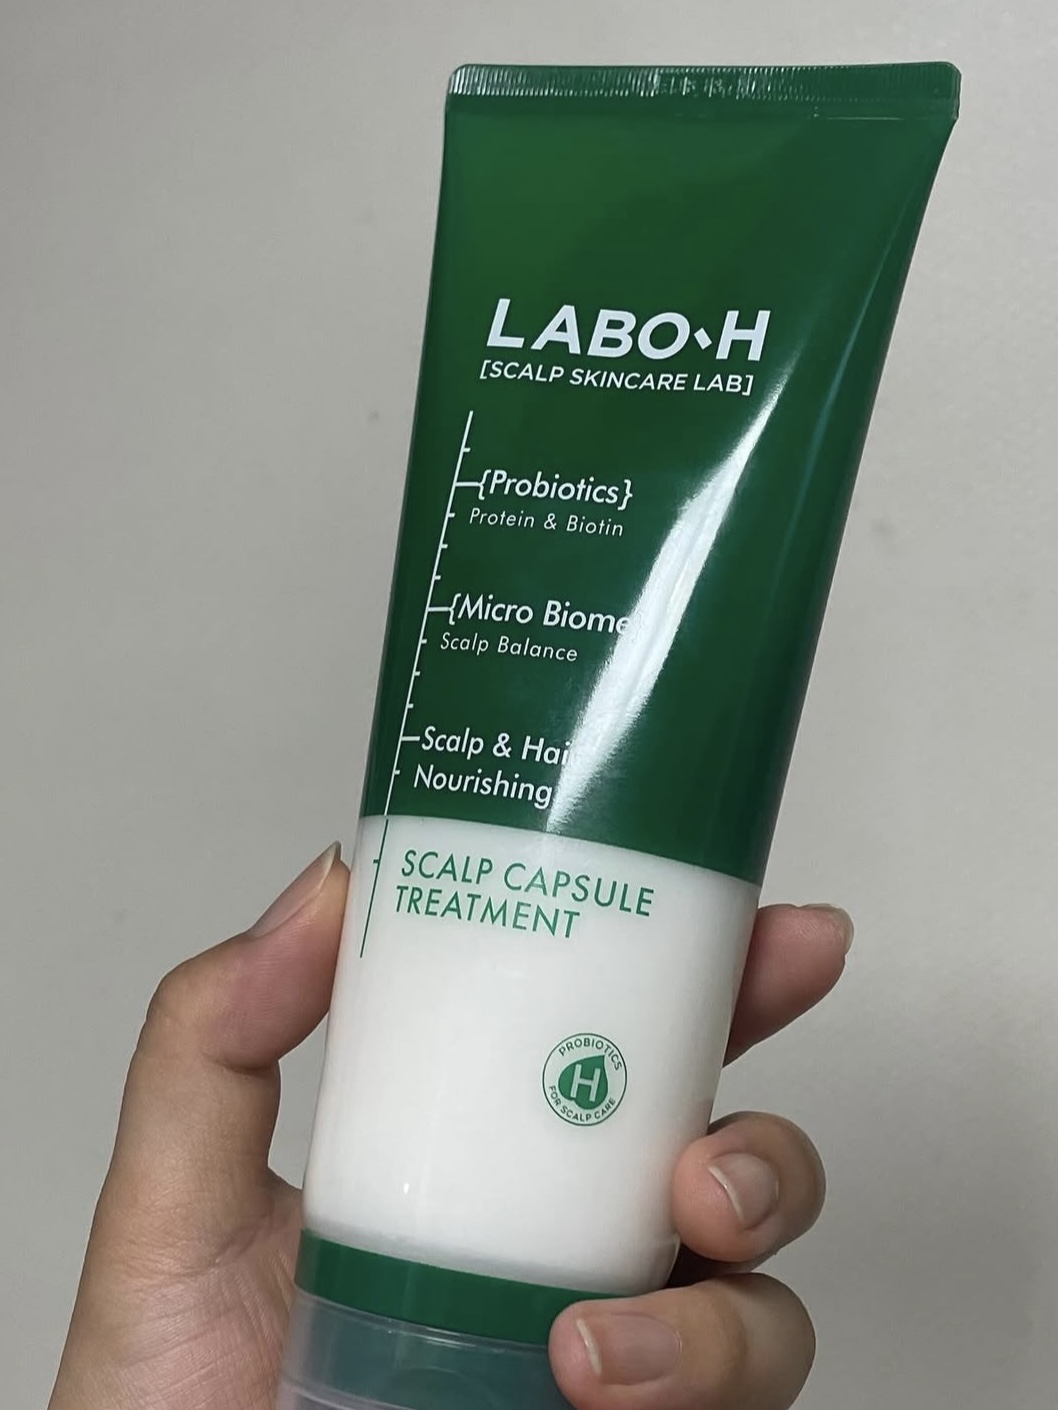 LABO·H
[SCALP SKINCARE LAB]
{Probiotics}
Protein & Biotin
{Micro Biome
Scalp Balance
Scalp & Hair
Nourishing
SCALP CAPSULE
TREATMENT
PROBIOTICS
H
FOR SCALP CARE